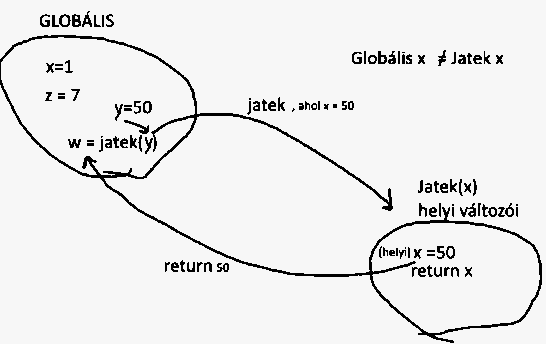 GLOBÁLIS
x=1
z = 7
y=50
w = jatek(y)
Globális x ≠ Jatek x
jatek , ahol x = 50
Jatek(x)
helyi változói
(helyi) x =50
return x
return 50